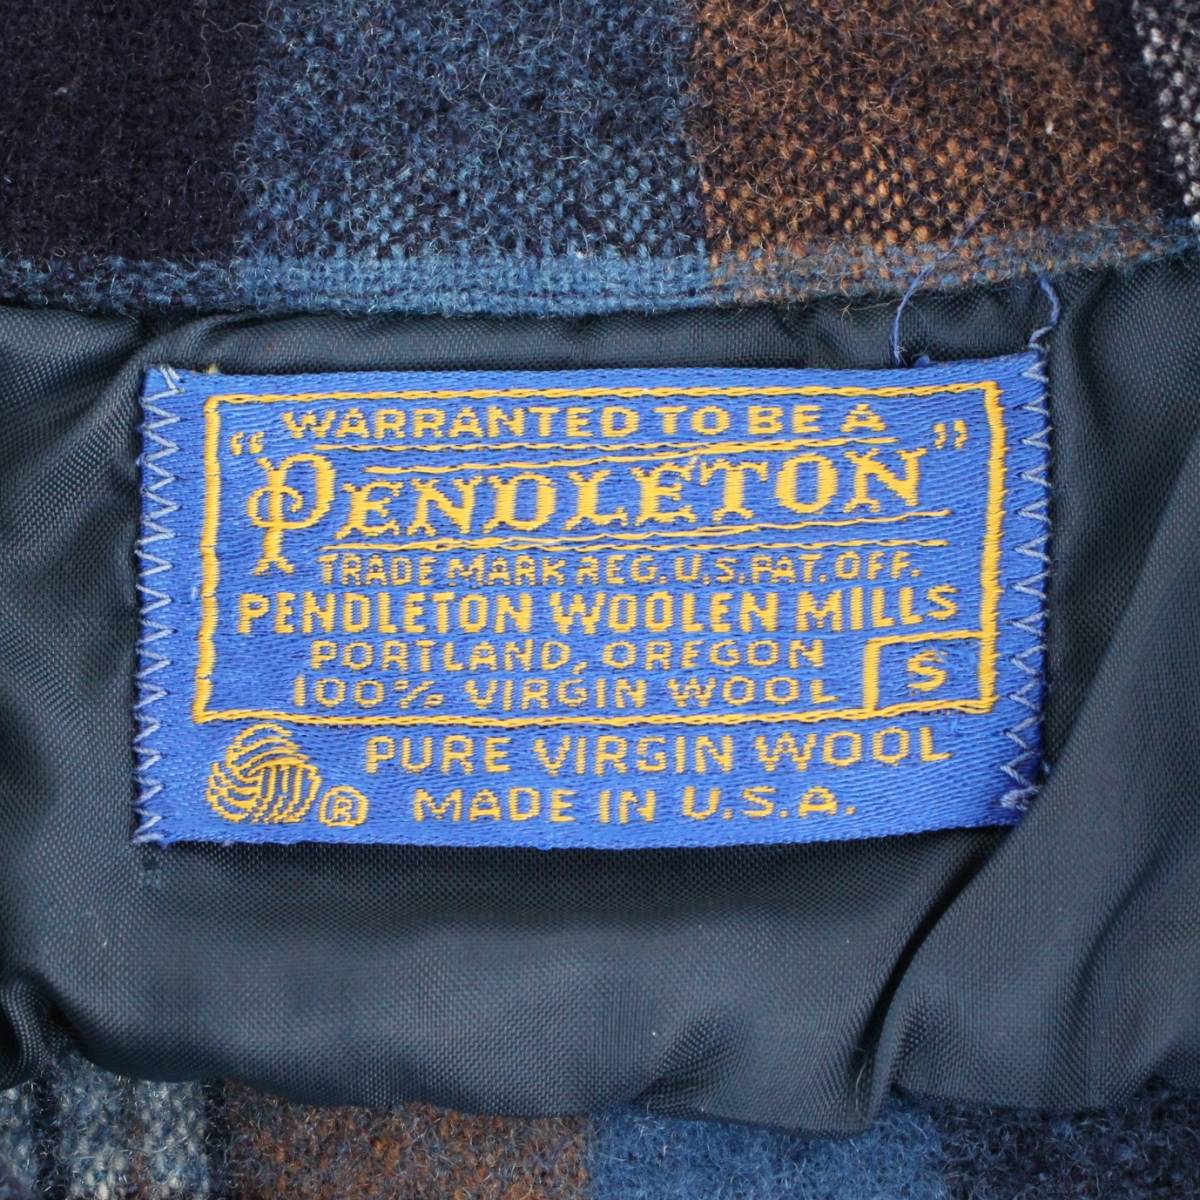 WARRANTED TO BE A
"PENDLETON"
TRADE MARK REG. U.S. PAT. OFF.
PENDLETON WOOLEN MILLS
PORTLAND, OREGON
100% VIRGIN WOOL
S
PURE VIRGIN WOOL
® MADE IN U.S.A.